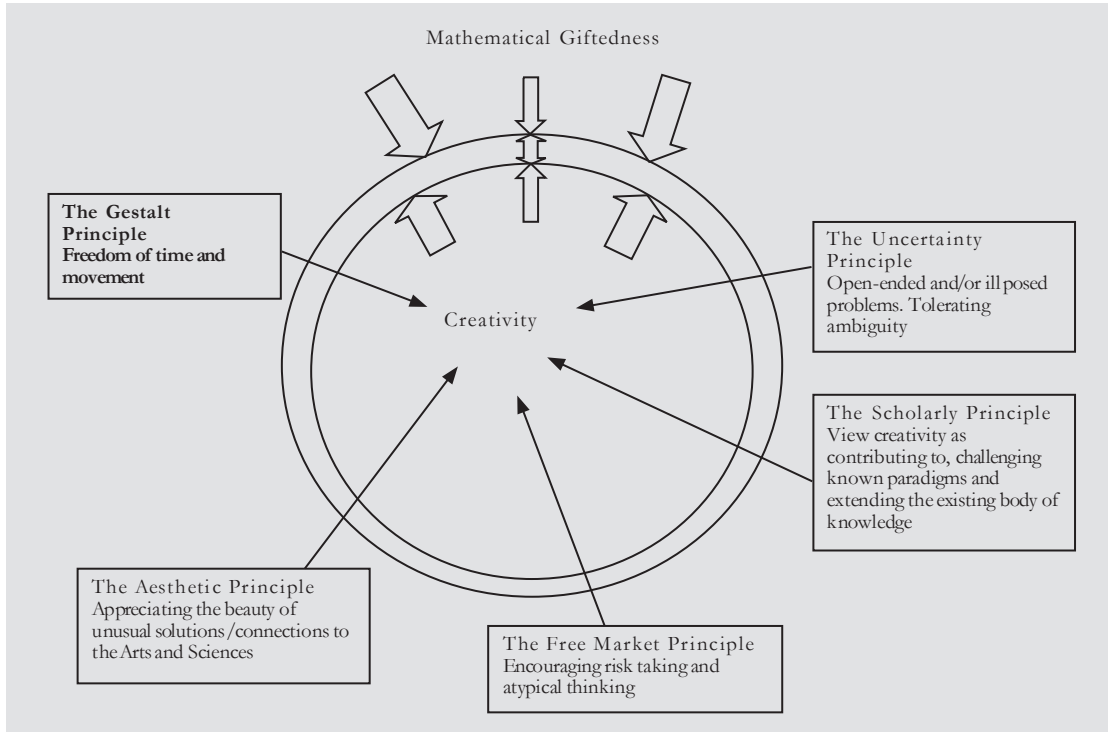 Mathematical Giftedness
The Gestalt
Principle
Freedom of time and
movement
The Uncertainty
Principle
Open-ended and/or ill posed
problems. Tolerating
ambiguity
Creativity
The Scholarly Principle
View creativity as
contributing to, challenging
known paradigms and
extending the existing body of
knowledge
The Aesthetic Principle
Appreciating the beauty of
unusual solutions/connections to
the Arts and Sciences
The Free Market Principle
Encouraging risk taking and
atypical thinking